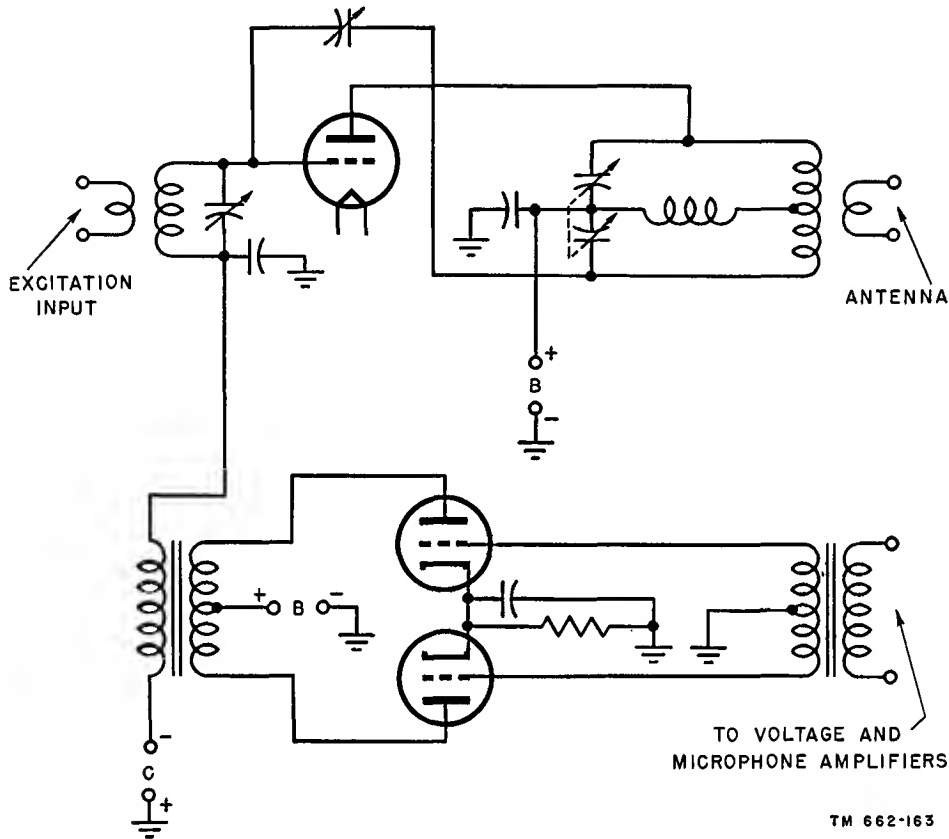 EXCITATION
INPUT
ANTENNA
+
B
-
+ B -
-
C
+
TO VOLTAGE AND
MICROPHONE AMPLIFIERS
TM 662-163